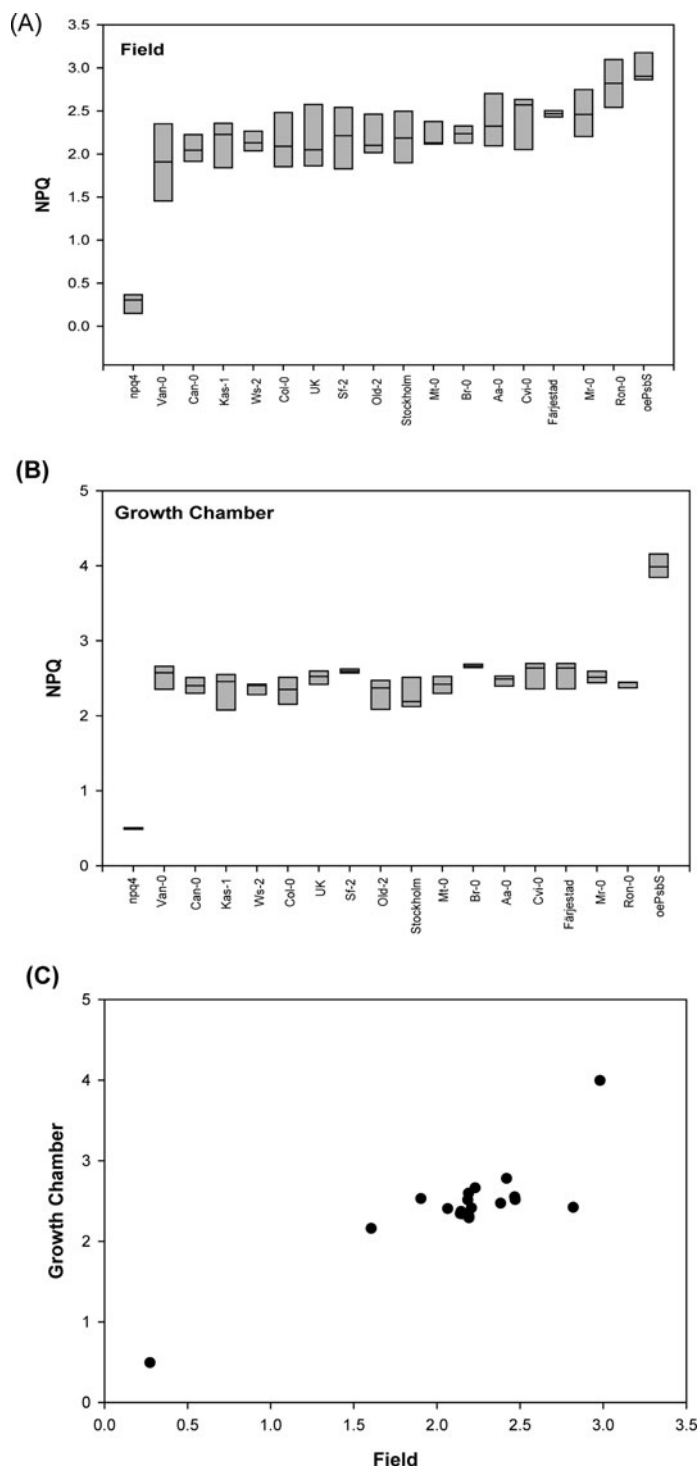 (A)
Field
3.5
3.0
2.5
2.0
1.5
1.0
0.5
0.0
NPQ
npq4
Van-0
Can-0
Kas-1
Ws-2
Col-0
UK
Sf-2
Old-2
Stockholm
Mt-0
Br-0
Aa-0
Cvi-0
Färjestad
Mr-0
Ron-0
oePsbS
(B)
Growth Chamber
5
4
3
2
1
0
NPQ
npq4
Van-0
Can-0
Kas-1
Ws-2
Col-0
UK
Sf-2
Old-2
Stockholm
Mt-0
Br-0
Aa-0
Cvi-0
Färjestad
Mr-0
Ron-0
oePsbS
(C)
5
4
3
2
1
0
Growth Chamber
0.0 0.5 1.0 1.5 2.0 2.5 3.0 3.5
Field